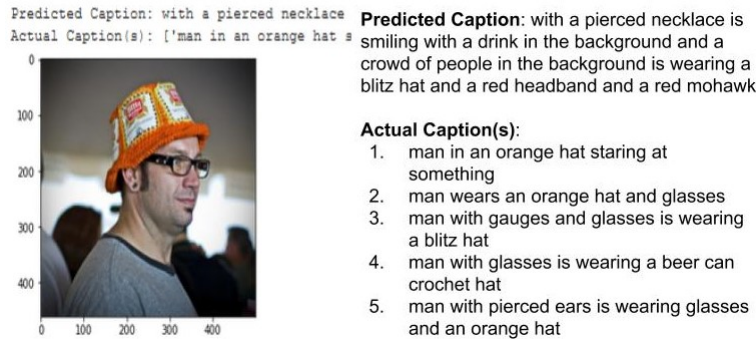 Predicted Caption: with a pierced necklace
Actual Caption(s): ['man in an orange hat s
0
100
200
300
400
0 100 200 300 400
Predicted Caption: with a pierced necklace is
smiling with a drink in the background and a
crowd of people in the background is wearing a
blitz hat and a red headband and a red mohawk
Actual Caption(s):
1. man in an orange hat staring at
something
2. man wears an orange hat and glasses
3. man with gauges and glasses is wearing
a blitz hat
4. man with glasses is wearing a beer can
crochet hat
5. man with pierced ears is wearing glasses
and an orange hat